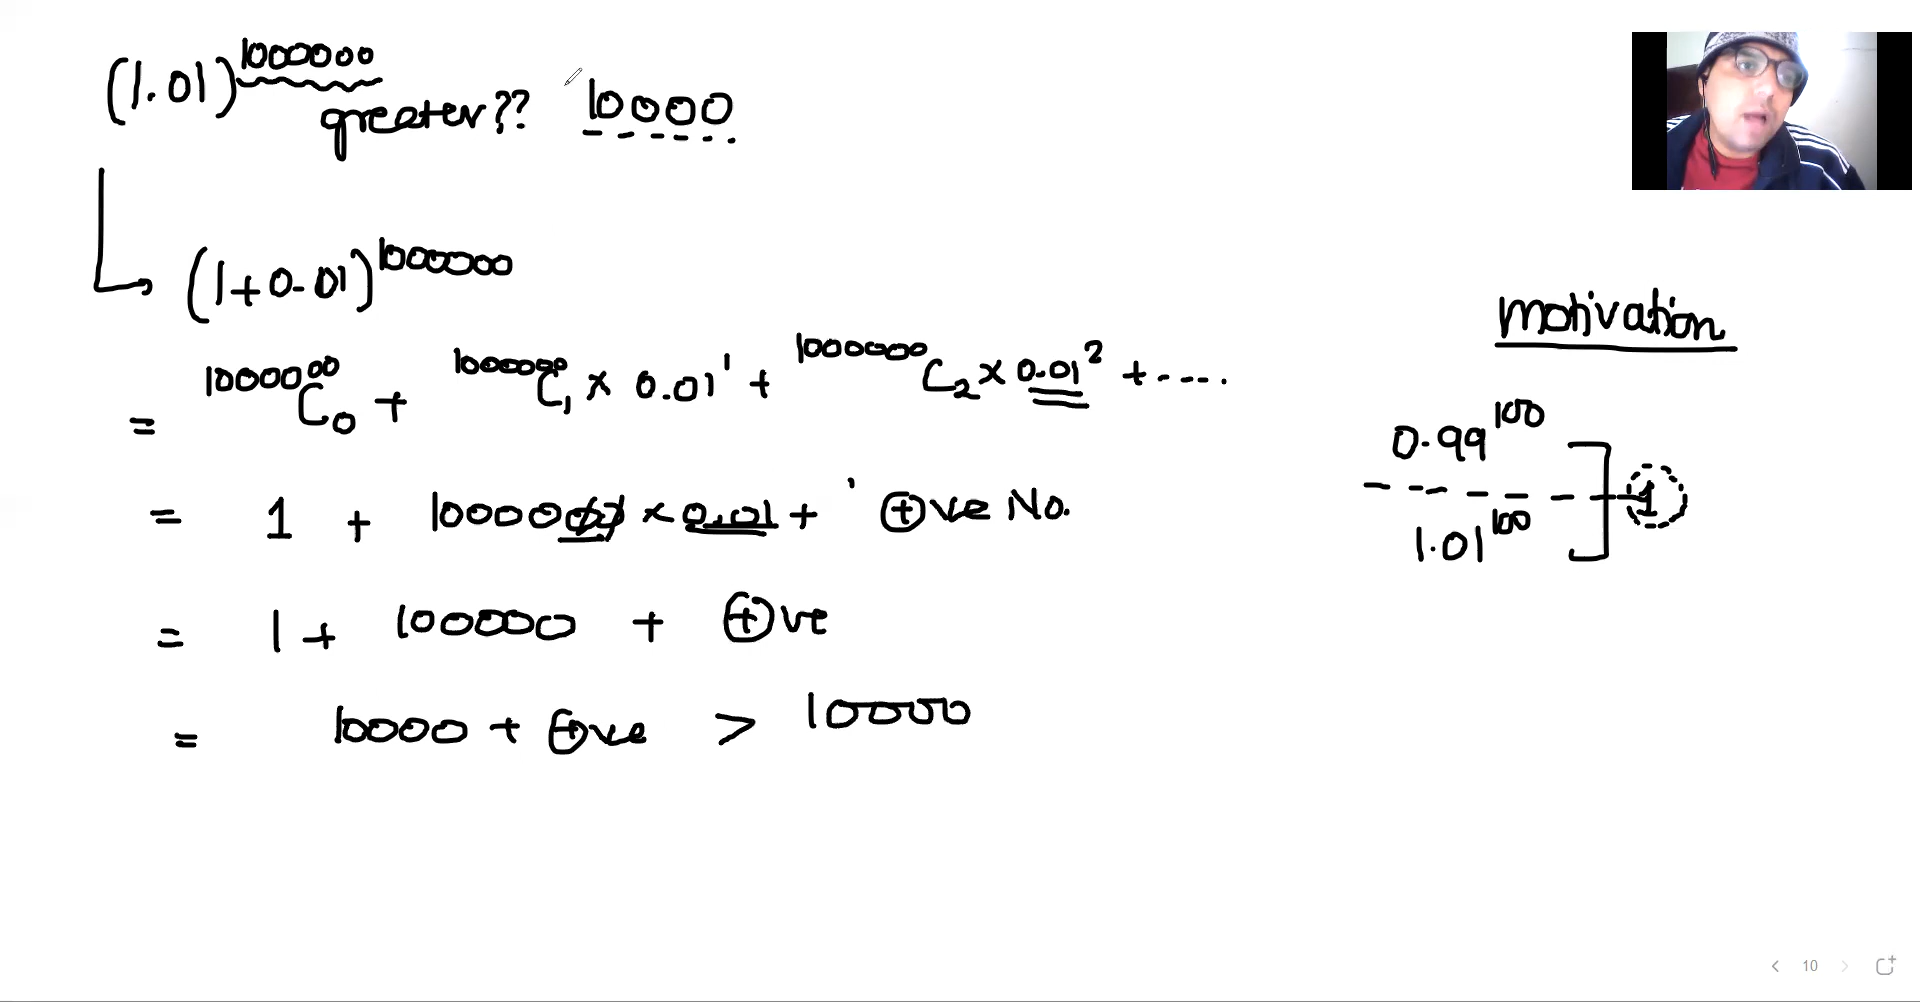 (1.01)^1000000 greater?? 10000
(1+0.01)^1000000
= 1000000C0 + 1000000C1 × 0.01^1 + 1000000C2 × 0.01^2 + ....
= 1 + 1000000 × 0.01 + ⊕ve No.
= 1 + 100000 + ⊕ve
= 10000 + ⊕ve > 10000
motivation
0.99^100
1
1.01^100
10